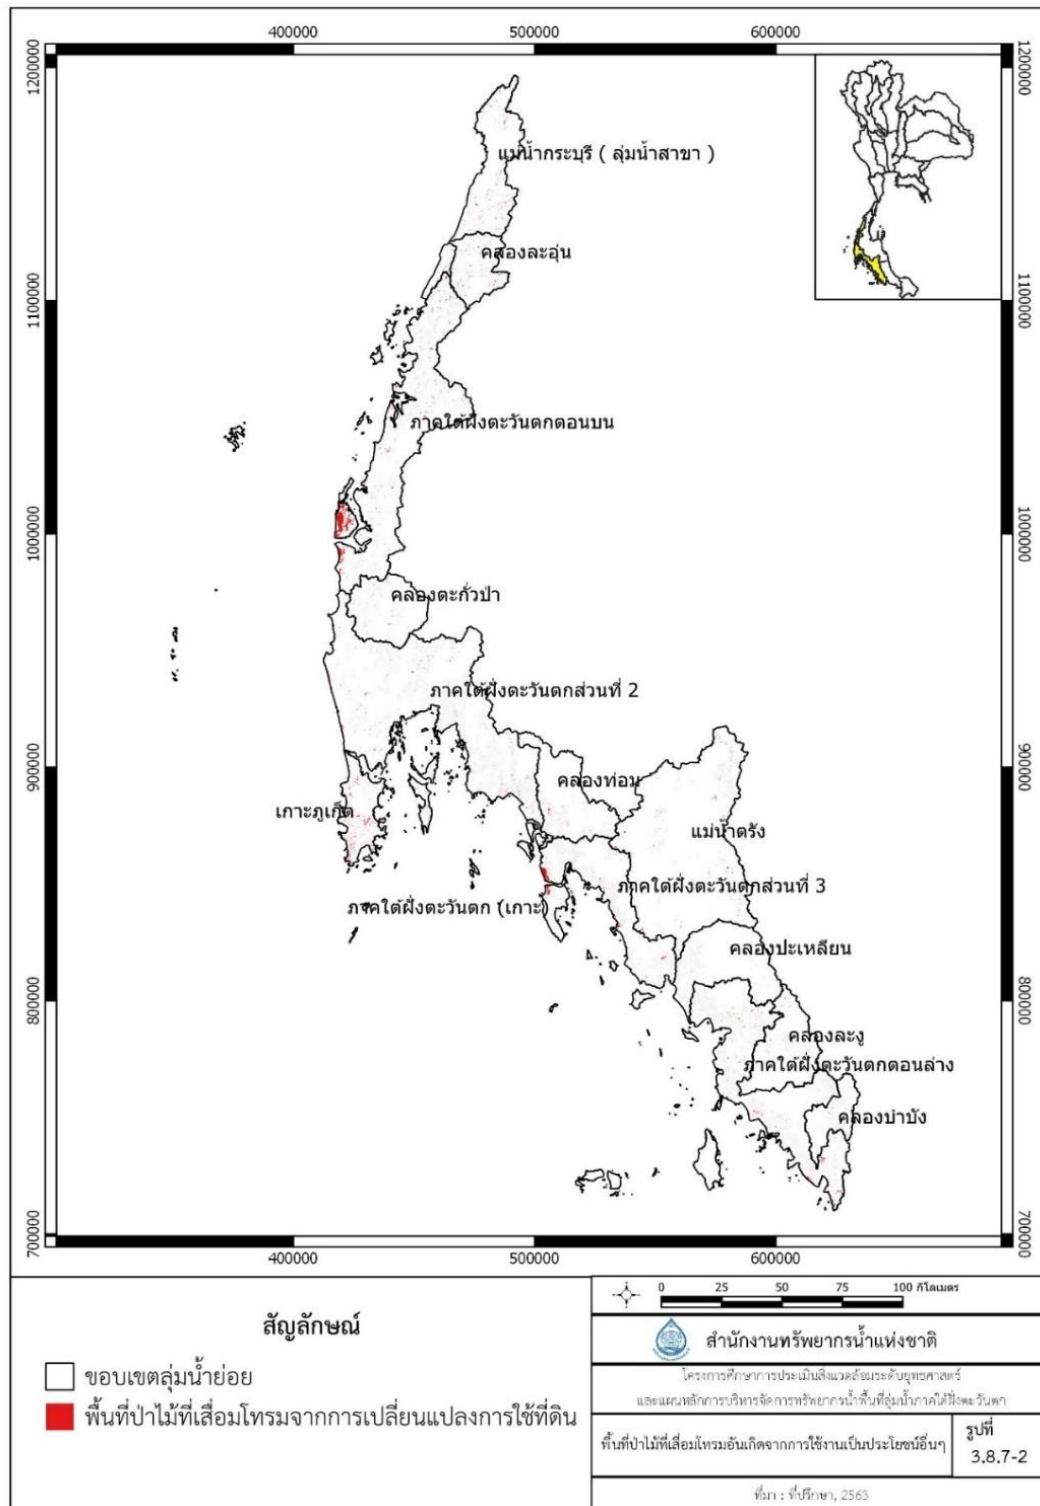 400000
500000
600000
1200000
1200000
แม่น้ำกระบุรี ( ลุ่มน้ำสาขา )
คลองละอุ่น
1100000
1100000
ภาคใต้ฝั่งตะวันตกตอนบน
1000000
1000000
คลองตะกั่วป่า
ภาคใต้ฝั่งตะวันตกส่วนที่ 2
900000
900000
คลองท่อม
เกาะภูเก็ต
แม่น้ำตรัง
ภาคใต้ฝั่งตะวันตกส่วนที่ 3
ภาคใต้ฝั่งตะวันตก (เกาะ)
คลองปะเหลียน
800000
800000
คลองละงู
ภาคใต้ฝั่งตะวันตกตอนล่าง
คลองบำบัง
700000
700000
400000
500000
600000
สัญลักษณ์
ขอบเขตลุ่มน้ำย่อย
พื้นที่ป่าไม้ที่เสื่อมโทรมจากการเปลี่ยนแปลงการใช้ที่ดิน
0 25 50 75 100 กิโลเมตร
สำนักงานทรัพยากรน้ำแห่งชาติ
โครงการศึกษาการประเมินสิ่งแวดล้อมระดับยุทธศาสตร์
และแผนหลักการบริหารจัดการทรัพยากรน้ำพื้นที่ลุ่มน้ำภาคใต้ฝั่งตะวันตก
พื้นที่ป่าไม้ที่เสื่อมโทรมอันเกิดจากการใช้งานเป็นประโยชน์อื่นๆ
รูปที่
3.8.7-2
ที่มา : ที่ปรึกษา, 2563